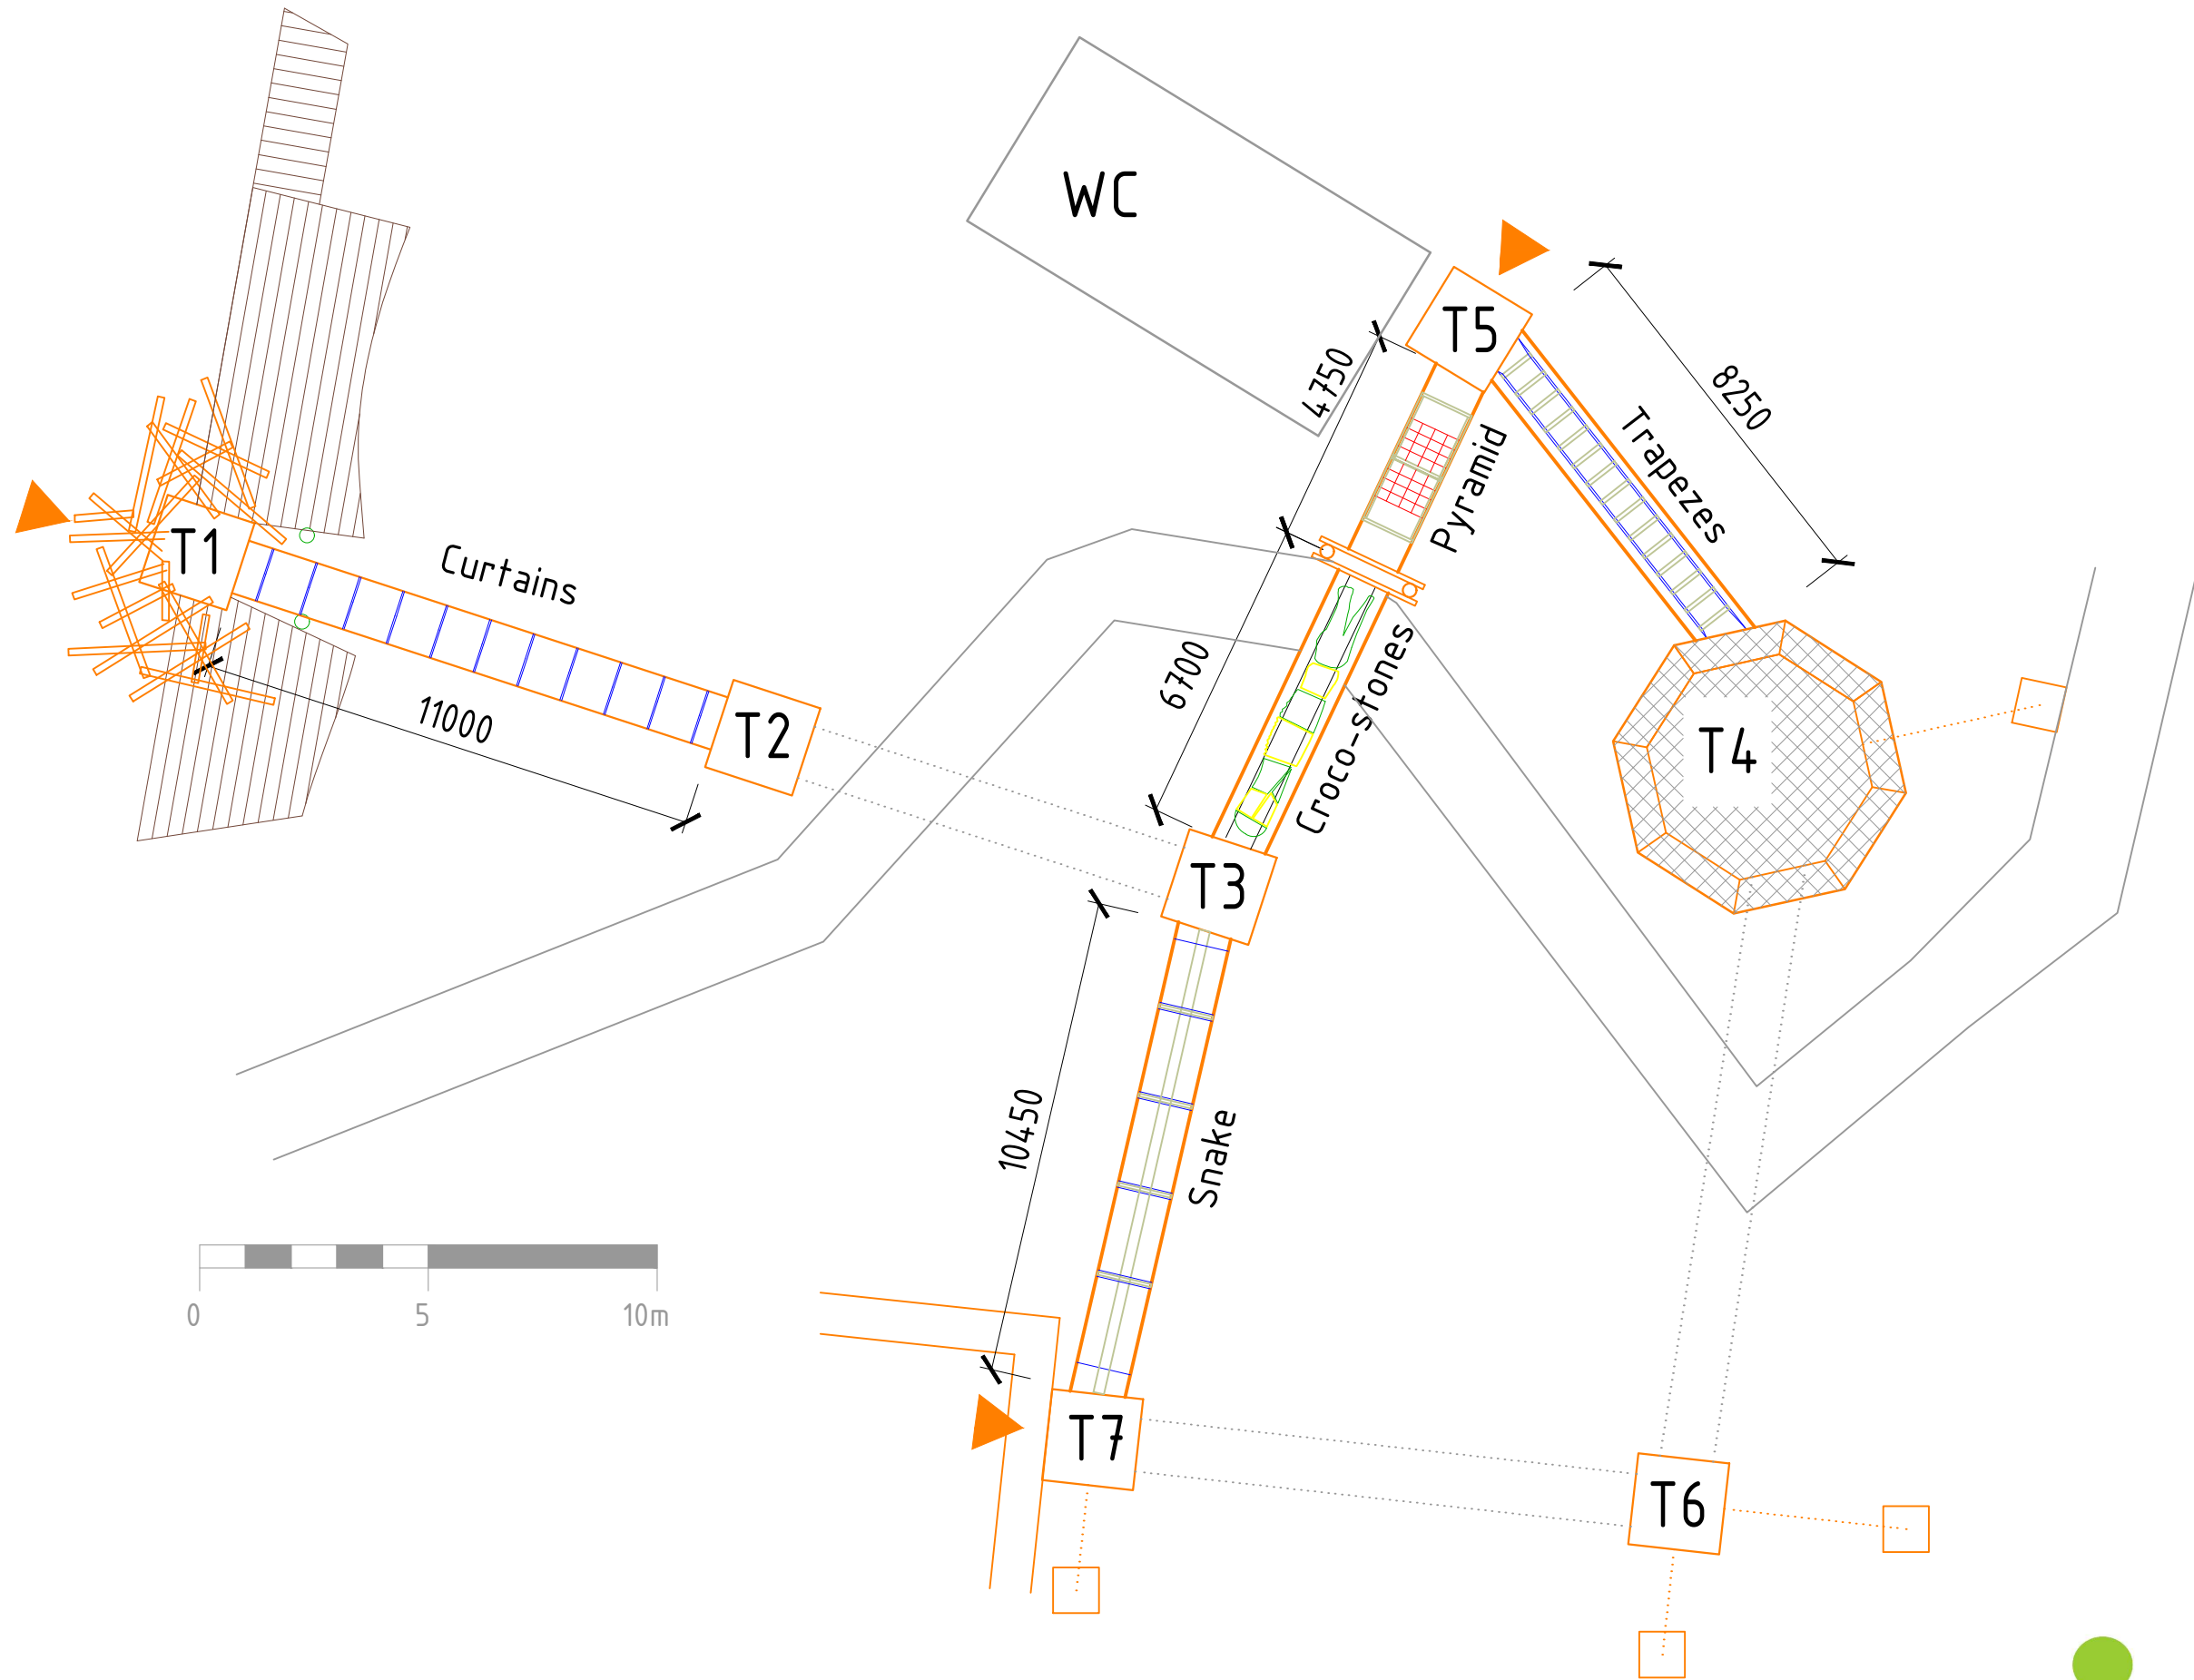 WC
T5
4750
8250
Trapezes
Pyramid
T1
Curtains
11000
T2
6700
Croco-stones
T4
T3
10450
Snake
0 5 10m
T7
T6